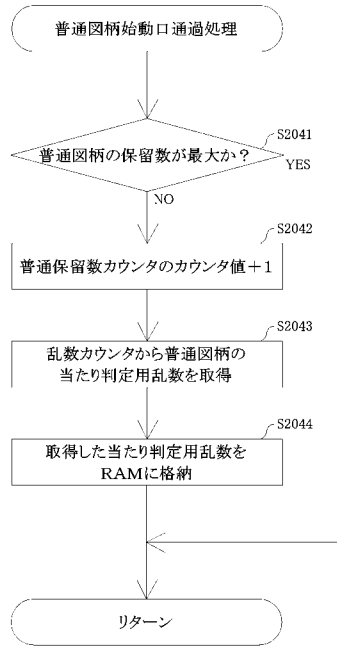 普通図柄始動口通過処理
S2041
普通図柄の保留数が最大か？
YES
NO
S2042
普通保留数カウンタのカウンタ値＋1
S2043
乱数カウンタから普通図柄の
当たり判定用乱数を取得
S2044
取得した当たり判定用乱数を
RAMに格納
リターン